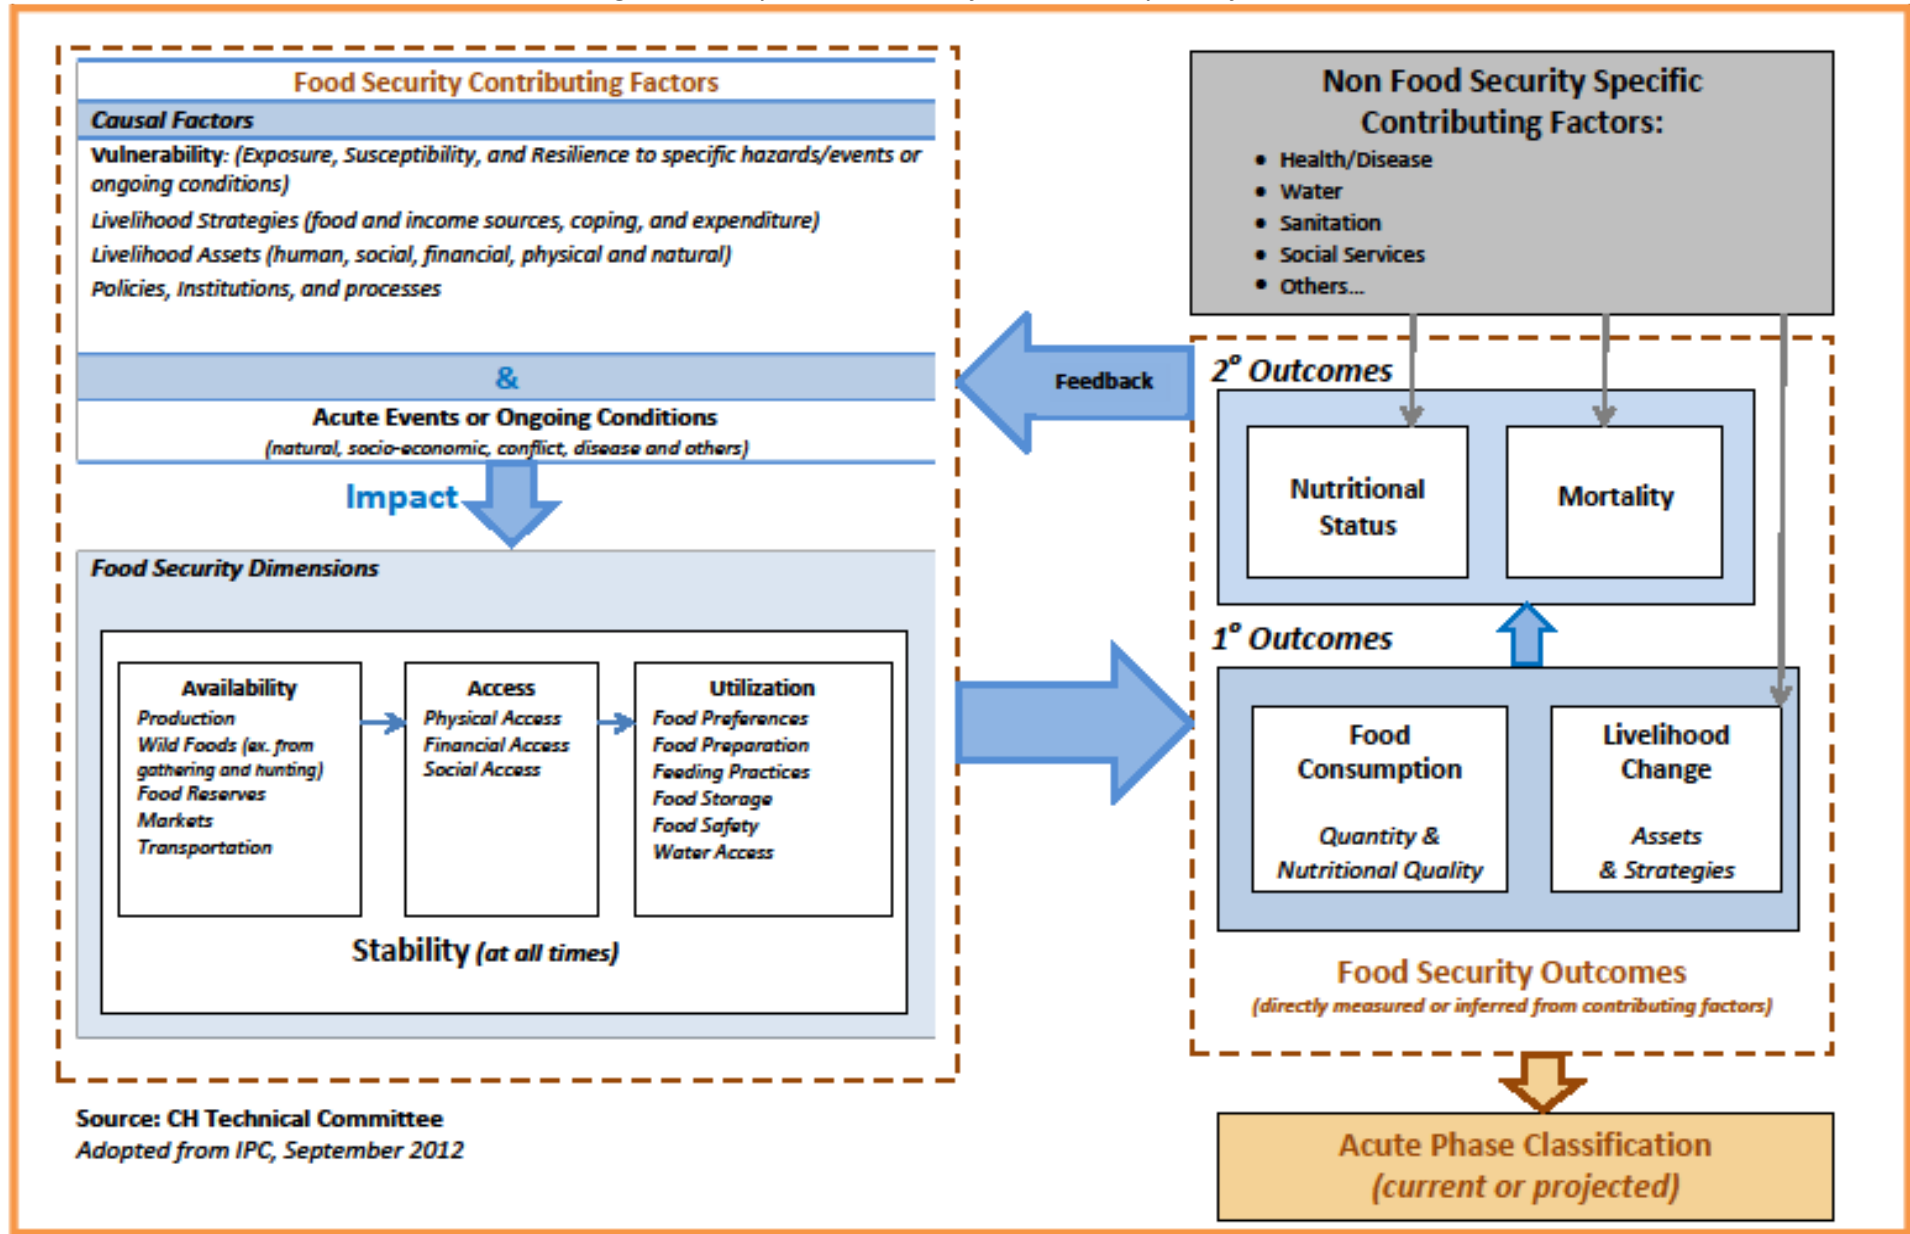 Food Security Contributing Factors
Causal Factors
Vulnerability: (Exposure, Susceptibility, and Resilience to specific hazards/events or
ongoing conditions)
Livelihood Strategies (food and income sources, coping, and expenditure)
Livelihood Assets (human, social, financial, physical and natural)
Policies, Institutions, and processes
&
Acute Events or Ongoing Conditions
(natural, socio-economic, conflict, disease and others)
Impact
Food Security Dimensions
Availability
Production
Wild Foods (ex. from
gathering and hunting)
Food Reserves
Markets
Transportation
Access
Physical Access
Financial Access
Social Access
Utilization
Food Preferences
Food Preparation
Feeding Practices
Food Storage
Food Safety
Water Access
Stability (at all times)
Source: CH Technical Committee
Adopted from IPC, September 2012
Feedback
Non Food Security Specific
Contributing Factors:
• Health/Disease
• Water
• Sanitation
• Social Services
• Others...
2° Outcomes
Nutritional
Status
Mortality
1° Outcomes
Food
Consumption
Quantity &
Nutritional Quality
Livelihood
Change
Assets
& Strategies
Food Security Outcomes
(directly measured or inferred from contributing factors)
Acute Phase Classification
(current or projected)